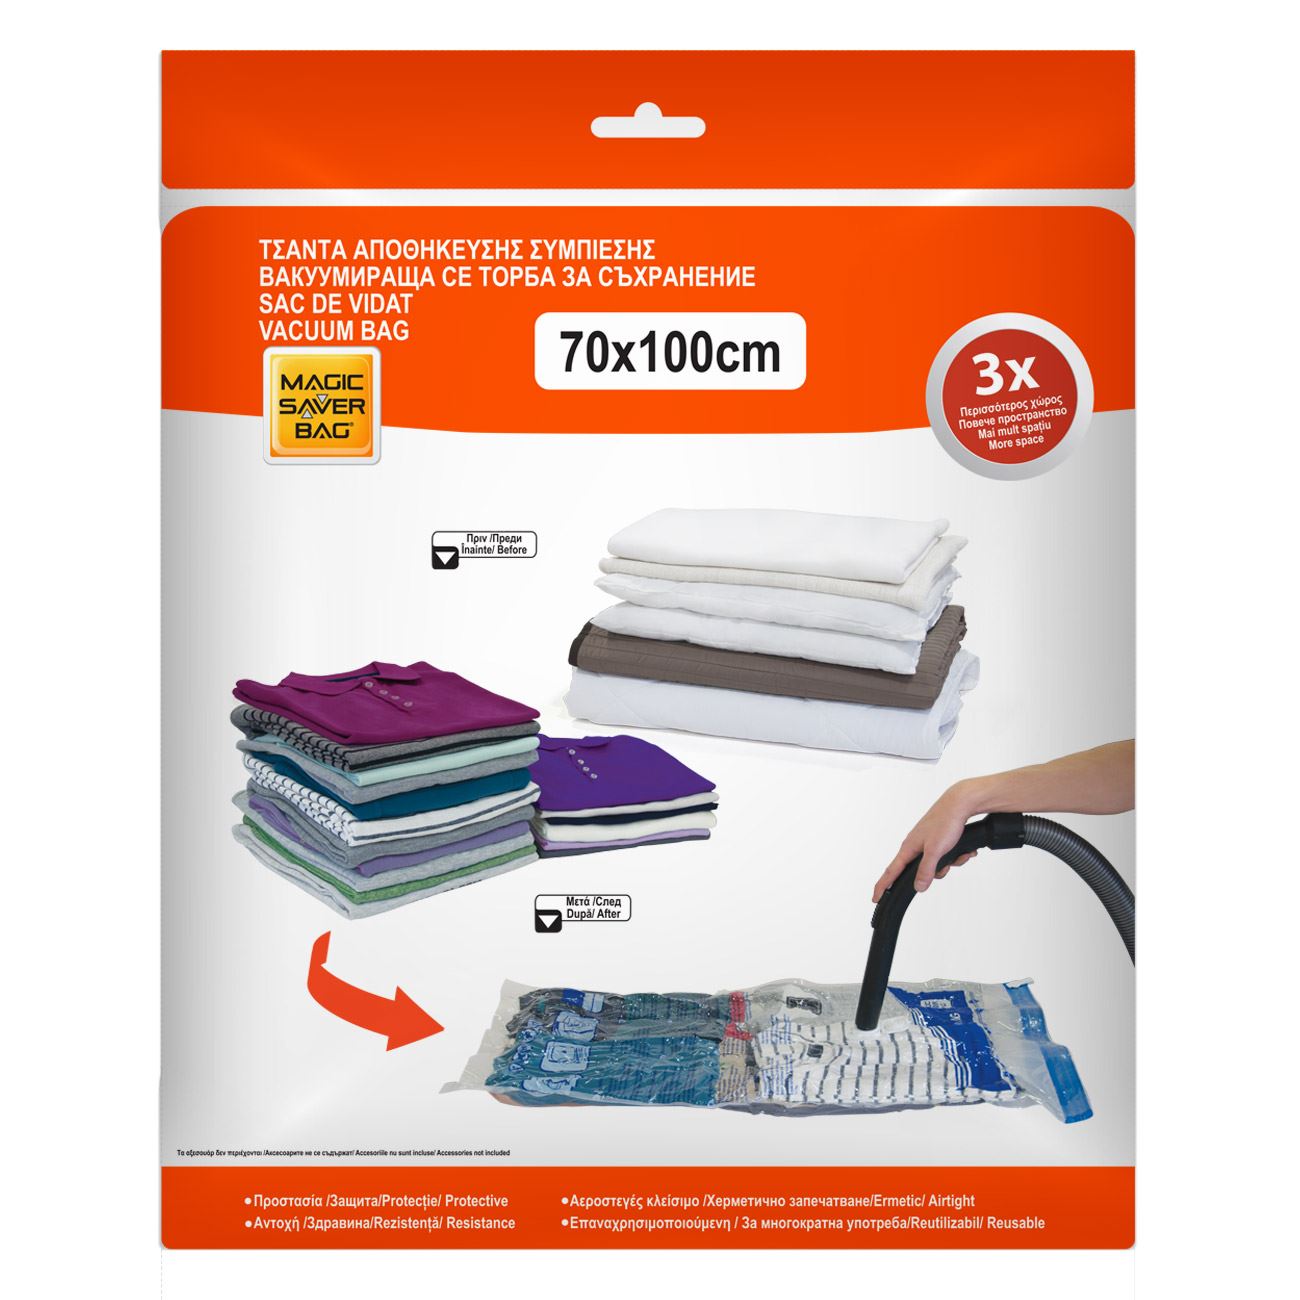 ΤΣΑΝΤΑ ΑΠΟΘΗΚΕΥΣΗΣ ΣΥΜΠΙΕΣΗΣ
ВАКУУМИРАЩА СЕ ТОРБА ЗА СЪХРАНЕНИЕ
SAC DE VIDAT
VACUUM BAG
70x100cm
MAGIC
SAVER
BAG®
3x
Περισσότερος χώρος
Повече пространство
Mai mult spațiu
More space
Πριν /Преди
Înainte/ Before
Μετά /След
După/ After
Τα αξεσουάρ δεν περιέχονται /Аксесоарите не се съдържат/ Accesoriile nu sunt incluse/ Accessories not included
•Προστασία /Защита/Protecție/ Protective
•Αντοχή /Здравина/Rezistență/ Resistance
•Αεροστεγές κλείσιμο /Херметично запечатване/Ermetic/ Airtight
•Επαναχρησιμοποιούμενη / За многократна употреба/Reutilizabil/ Reusable